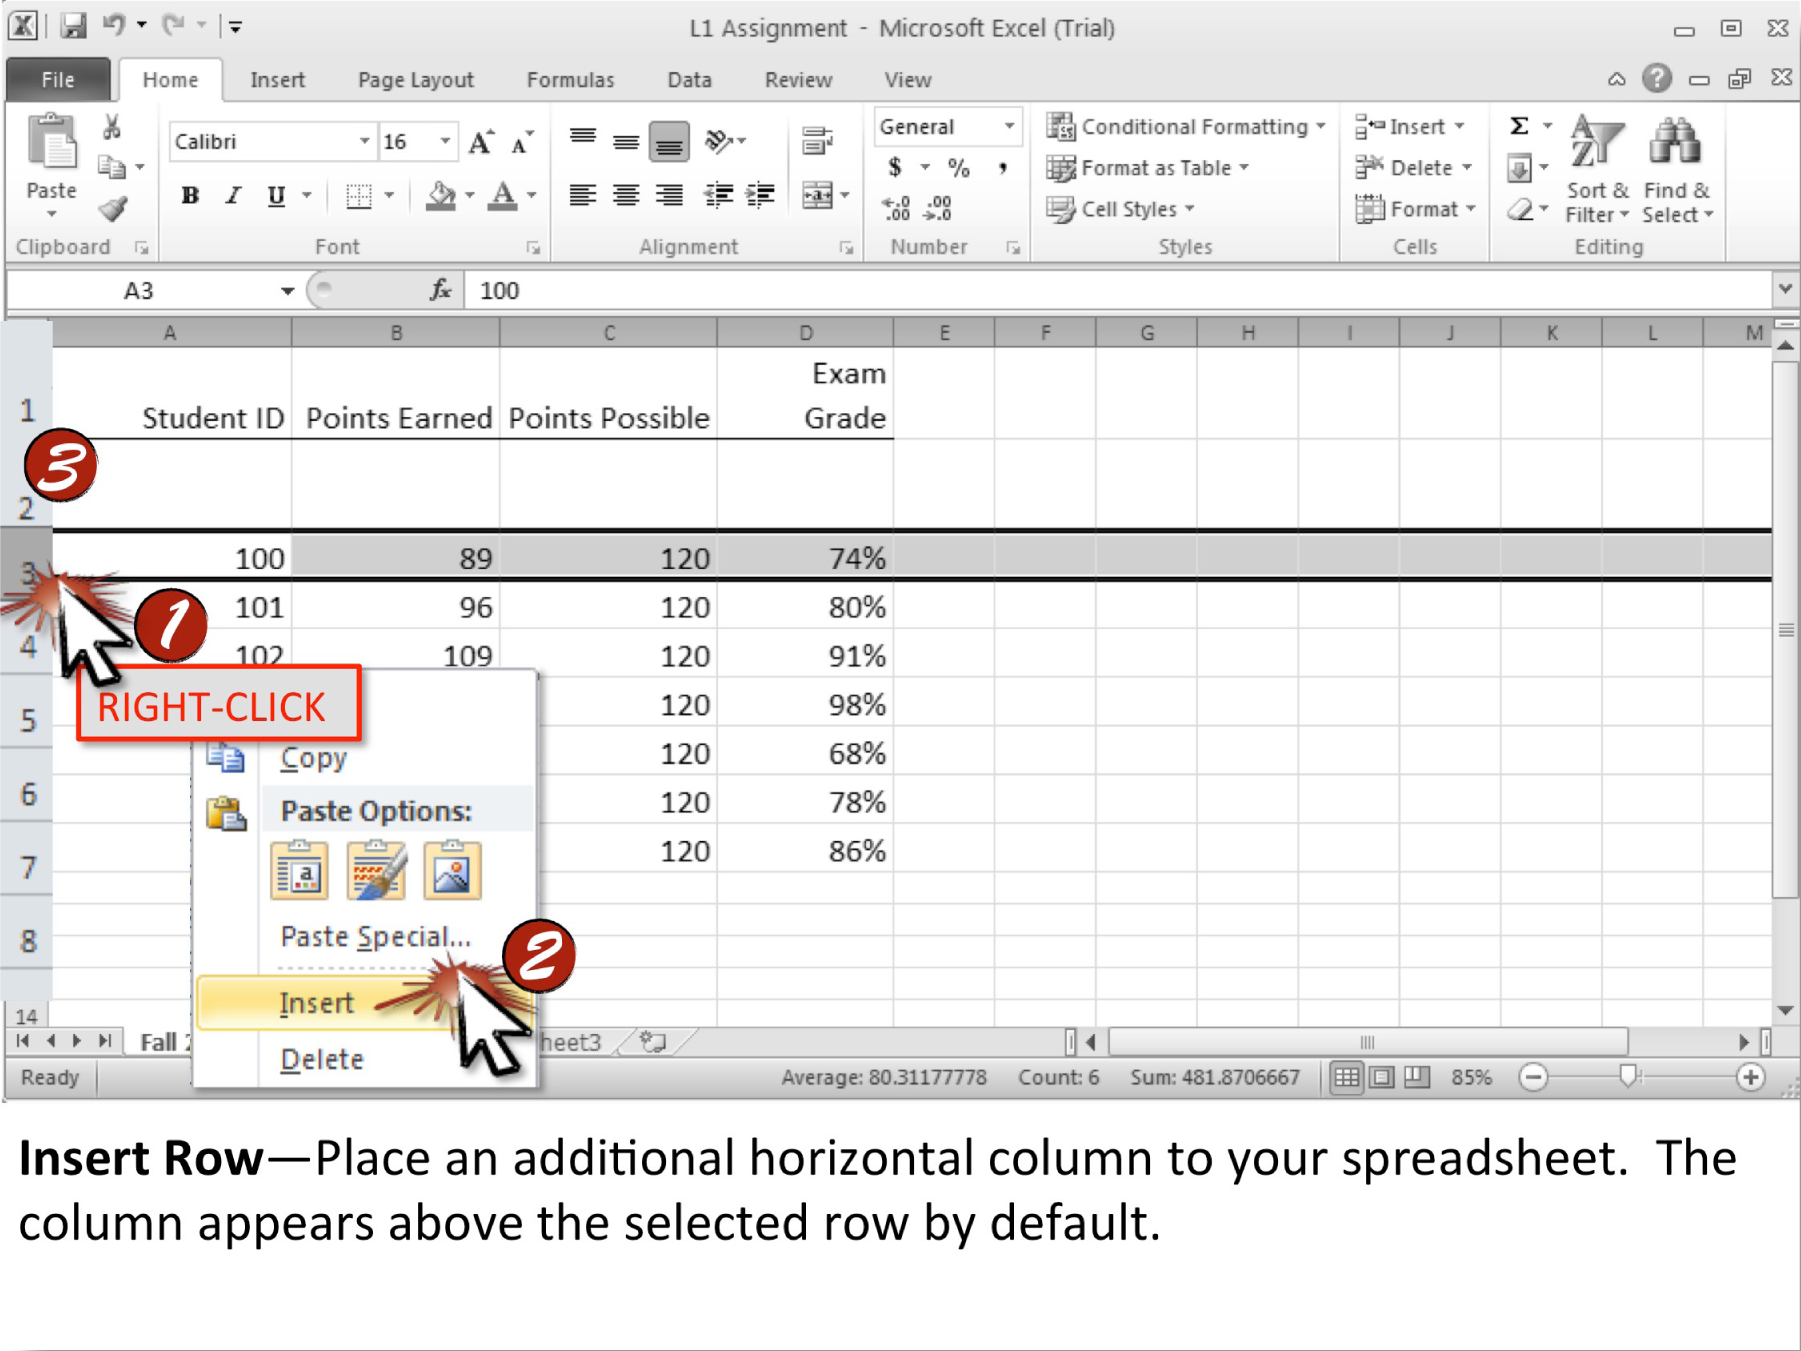 L1 Assignment - Microsoft Excel (Trial)
File Home Insert Page Layout Formulas Data Review View
Paste
Calibri 16
General
Conditional Formatting
Format as Table
Cell Styles
Insert
Delete
Format
Sort & Filter
Find & Select
Clipboard Font Alignment Number Styles Cells Editing
A3 fx 100
A B C D E F G H I J K L M
1 Student ID Points Earned Points Possible Exam Grade
3
2
3 100 89 120 74%
1
101 96 120 80%
4 102 109 120 91%
RIGHT-CLICK
5 120 98%
Copy 120 68%
6 Paste Options: 120 78%
7 120 86%
8 Paste Special...
2
Insert
14
Delete
Fall heet3
Ready Average: 80.31177778 Count: 6 Sum: 481.8706667 85%
Insert Row—Place an additional horizontal column to your spreadsheet. The
column appears above the selected row by default.